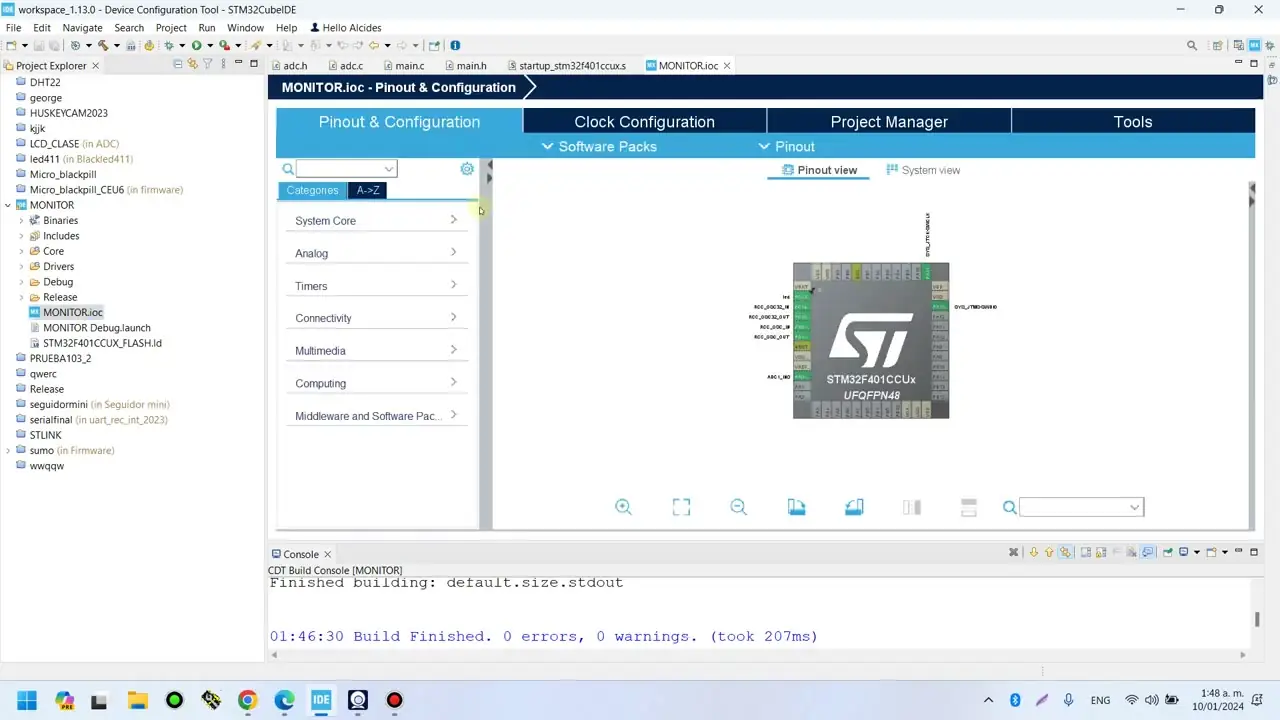 workspace_1.13.0 - Device Configuration Tool - STM32CubeIDE
File Edit Navigate Search Project Run Window Help Hello Alcides
Project Explorer
adc.h adc.c main.c main.h startup_stm32f401ccux.s MONITOR.ioc
DHT22
george
HUSKEYCAM2023
kjjk
LCD_CLASE (in ADC)
led411 (in Blackled411)
Micro_blackpill
Micro_blackpill_CEU6 (in firmware)
MONITOR
Binaries
Includes
Core
Drivers
Debug
Release
MONITOR.ioc
MONITOR Debug.launch
STM32F401CCUX_FLASH.ld
PRUEBA103_2
qwerc
Release
seguidormini (in Seguidor mini)
serialfinal (in uart_rec_int_2023)
STLINK
sumo (in Firmware)
wwqqw
MONITOR.ioc - Pinout & Configuration
Pinout & Configuration Clock Configuration Project Manager Tools
Software Packs Pinout
Pinout view System view
Categories A->Z
System Core
Analog
Timers
Connectivity
Multimedia
Computing
Middleware and Software Pac...
STM32F401CCUx
UFQFPN48
Console
CDT Build Console [MONITOR]
Finished building: default.size.stdout
01:46:30 Build Finished. 0 errors, 0 warnings. (took 207ms)
IDE
ENG
1:48 a. m.
10/01/2024